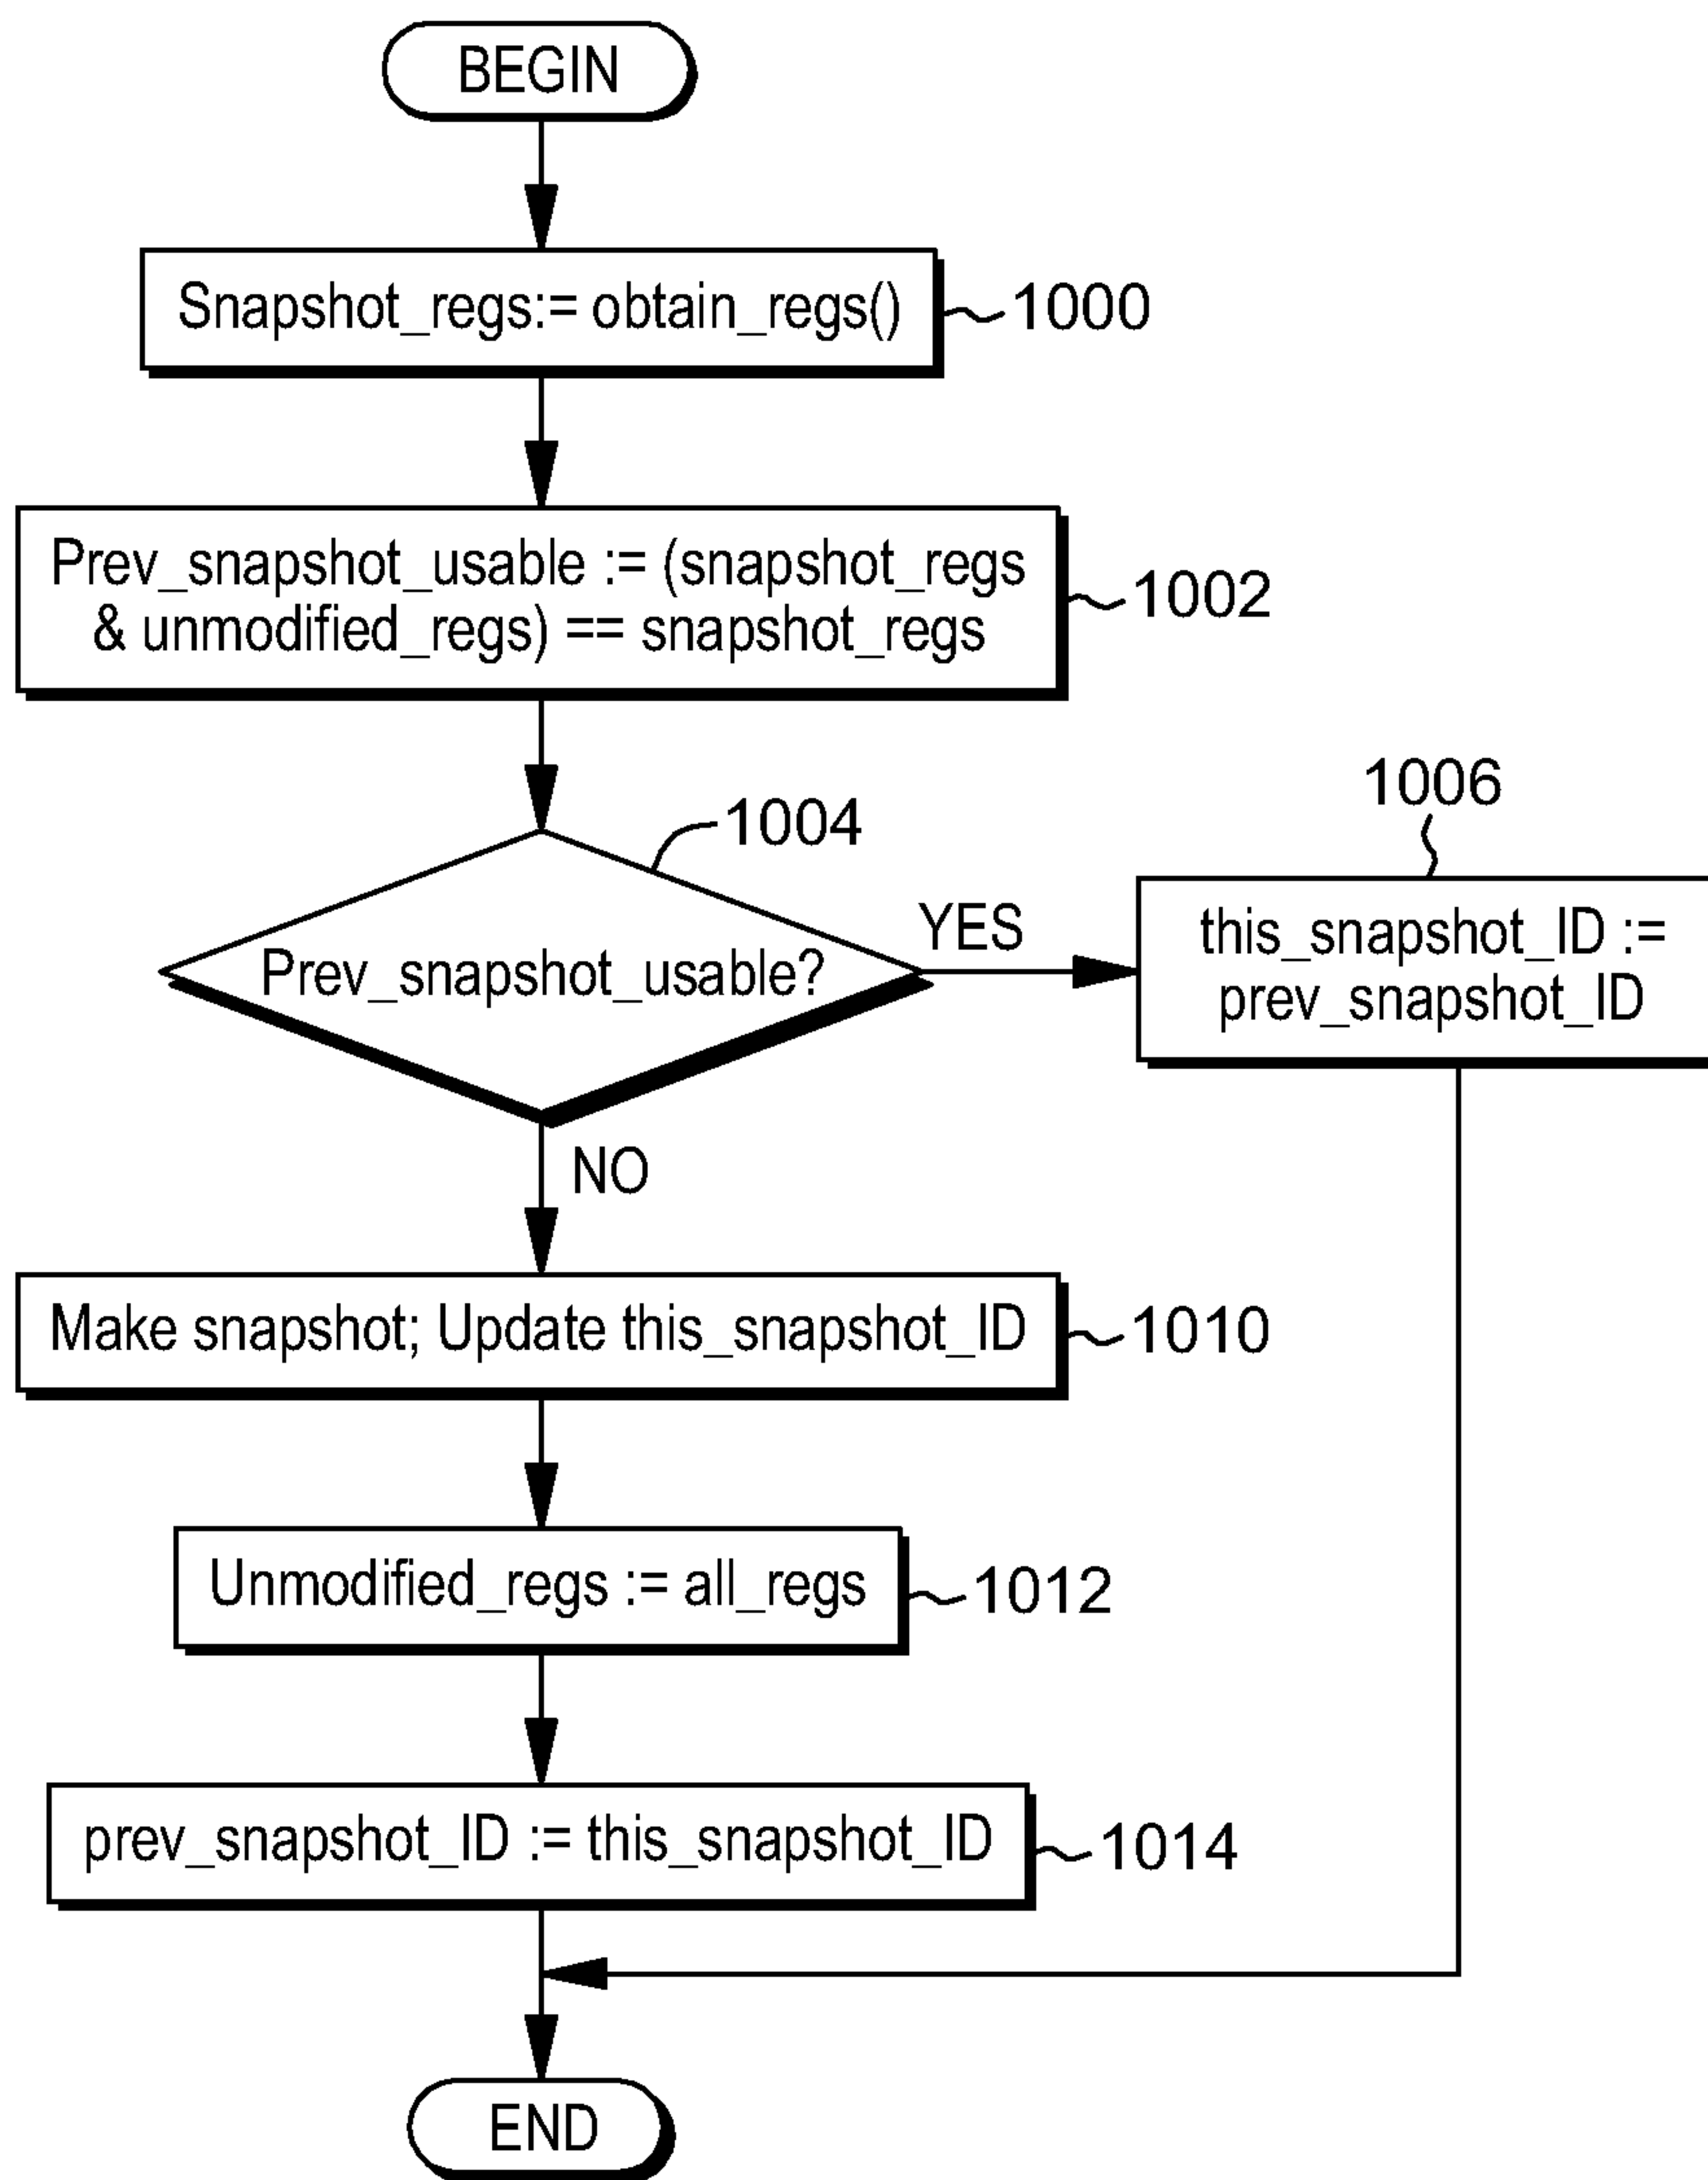 BEGIN
Snapshot_regs:= obtain_regs()
1000
Prev_snapshot_usable := (snapshot_regs
& unmodified_regs) == snapshot_regs
1002
1004
Prev_snapshot_usable?
YES
1006
this_snapshot_ID :=
prev_snapshot_ID
NO
Make snapshot; Update this_snapshot_ID
1010
Unmodified_regs := all_regs
1012
prev_snapshot_ID := this_snapshot_ID
1014
END